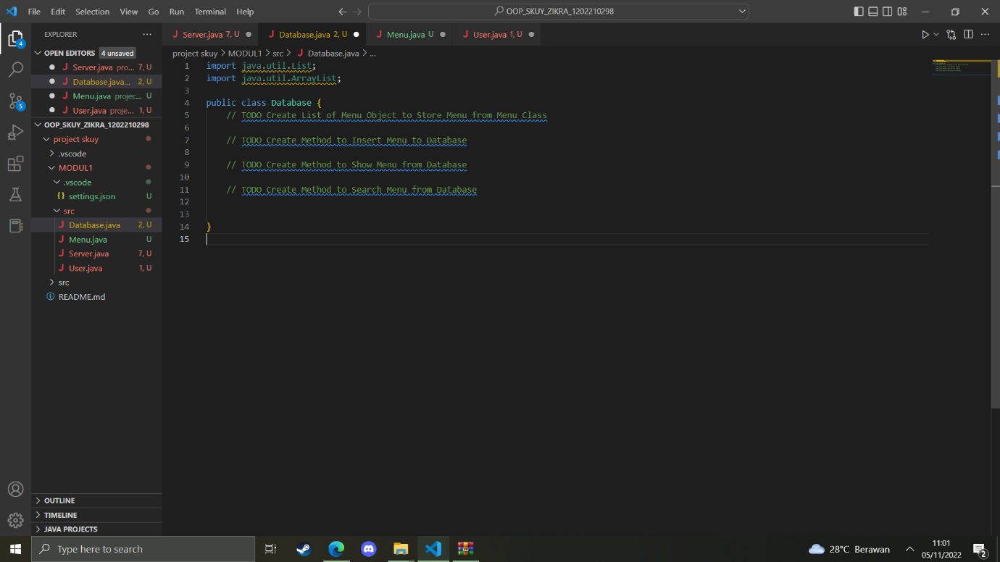 File Edit Selection View Go Run Terminal Help
OOP_SKUY_ZIKRA_1202210298
EXPLORER
OPEN EDITORS 4 unsaved
Server.java pro... 7, U
Database.java... 2, U
Menu.java projec... U
User.java proje... 1, U
OOP_SKUY_ZIKRA_1202210298
project skuy
.vscode
MODUL1
.vscode
{} settings.json U
src
Database.java 2, U
Menu.java U
Server.java 7, U
User.java 1, U
src
README.md
OUTLINE
TIMELINE
JAVA PROJECTS
4
5
Server.java 7, U
Database.java 2, U
Menu.java U
User.java 1, U
project skuy > MODUL1 > src > Database.java > ...
1 import java.util.List;
2 import java.util.ArrayList;
3
4 public class Database {
5 // TODO Create List of Menu Object to Store Menu from Menu Class
6
7 // TODO Create Method to Insert Menu to Database
8
9 // TODO Create Method to Show Menu from Database
10
11 // TODO Create Method to Search Menu from Database
12
13
14 }
15
Type here to search
28°C Berawan
11:01
05/11/2022
2